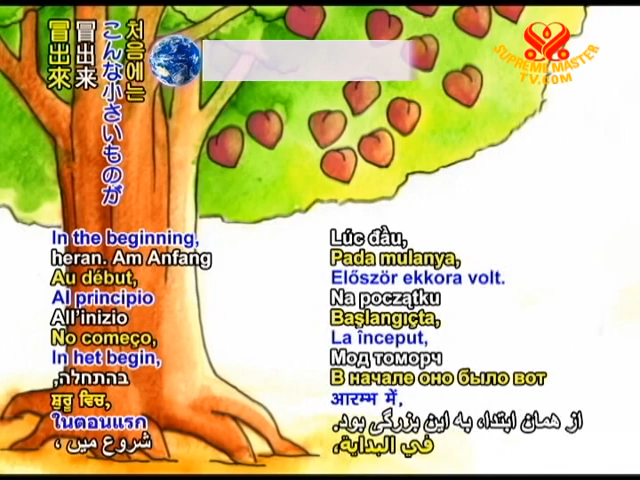 冒出來
冒出来
こんな小さいものが
처음에는
SUPREME MASTER
TV.COM
In the beginning,
heran. Am Anfang
Au début,
Al principio
All'inizio
No começo,
In het begin,
בהתחלה,
ਸ਼ੁਰੂ ਵਿਚ,
ในตอนแรก
شروع میں ،
Lúc đầu,
Pada mulanya,
Először ekkora volt.
Na początku
Başlangıçta,
La început,
Мод томорч
В начале оно было вот
आरम्भ में,
از همان ابتدا، به این بزرگی بود.
في البداية،